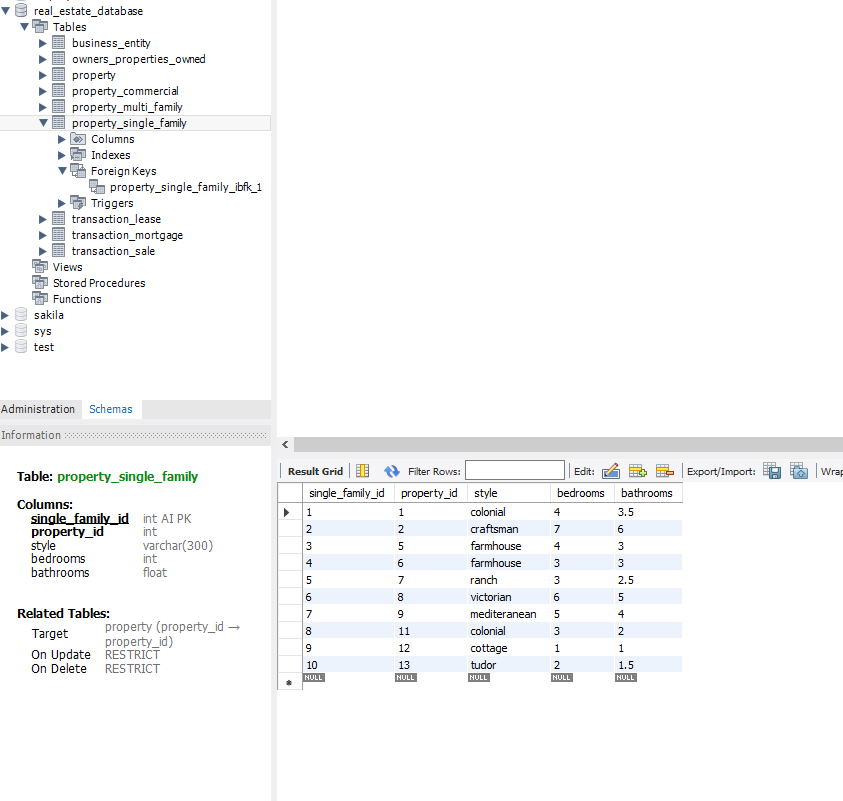 real_estate_database
Tables
business_entity
owners_properties_owned
property
property_commercial
property_multi_family
property_single_family
Columns
Indexes
Foreign Keys
property_single_family_ibfk_1
Triggers
transaction_lease
transaction_mortgage
transaction_sale
Views
Stored Procedures
Functions
sakila
sys
test
Administration Schemas
Information
Table: property_single_family
Columns:
single_family_id int AI PK
property_id int
style varchar(300)
bedrooms int
bathrooms float
Related Tables:
Target property (property_id →
property_id)
On Update RESTRICT
On Delete RESTRICT
Result Grid Filter Rows: Edit: Export/Import: Wrap
single_family_id property_id style bedrooms bathrooms
1 1 colonial 4 3.5
2 2 craftsman 7 6
3 5 farmhouse 4 3
4 6 farmhouse 3 3
5 7 ranch 3 2.5
6 8 victorian 6 5
7 9 mediteranean 5 4
8 11 colonial 3 2
9 12 cottage 1 1
10 13 tudor 2 1.5
NULL NULL NULL NULL NULL